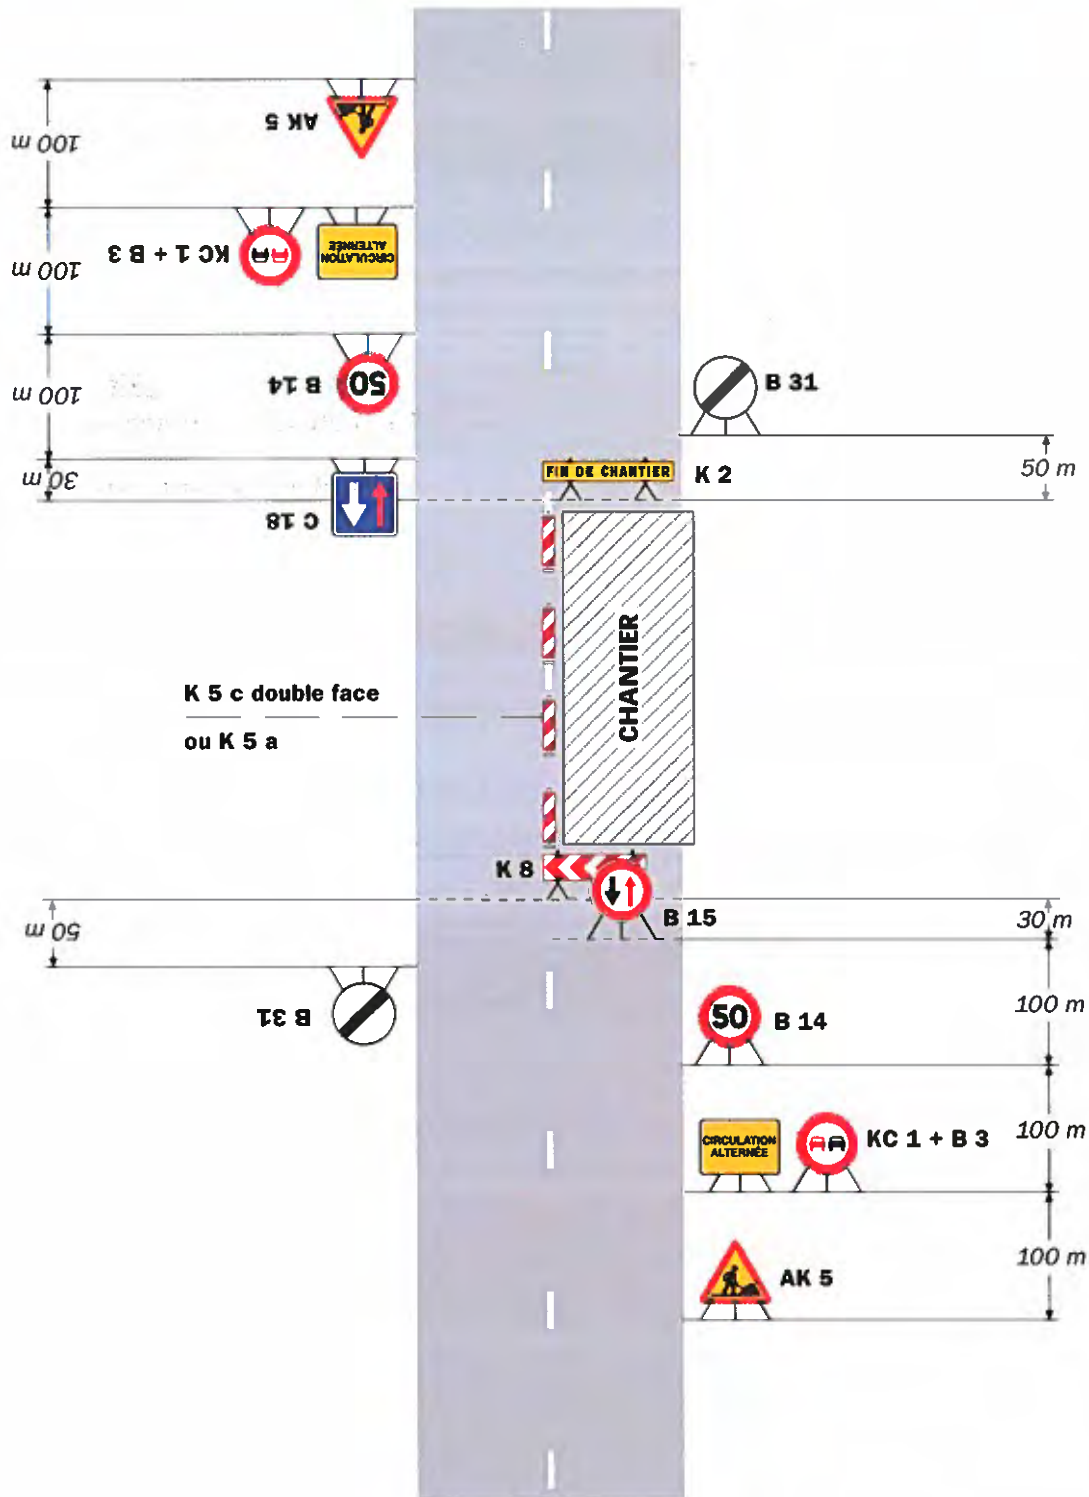 100 m
AK 5
100 m
KC 1 + B 3
CIRCULATION
ALTERNÉE
100 m
B 14
50
B 31
30 m
C 18
FIN DE CHANTIER
K 2
50 m
CHANTIER
K 5 c double face
ou K 5 a
K 8
B 15
30 m
50 m
B 31
50
B 14
100 m
CIRCULATION
ALTERNÉE
KC 1 + B 3
100 m
AK 5
100 m